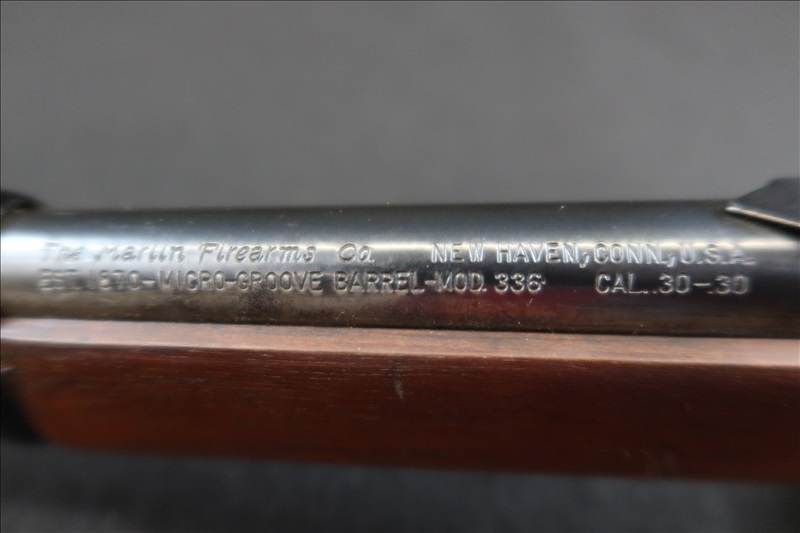 The Marlin Firearms Co. NEW HAVEN, CONN., U.S.A.
EST. 1870-MICRO-GROOVE BARREL-MOD. 336 CAL. .30-.30